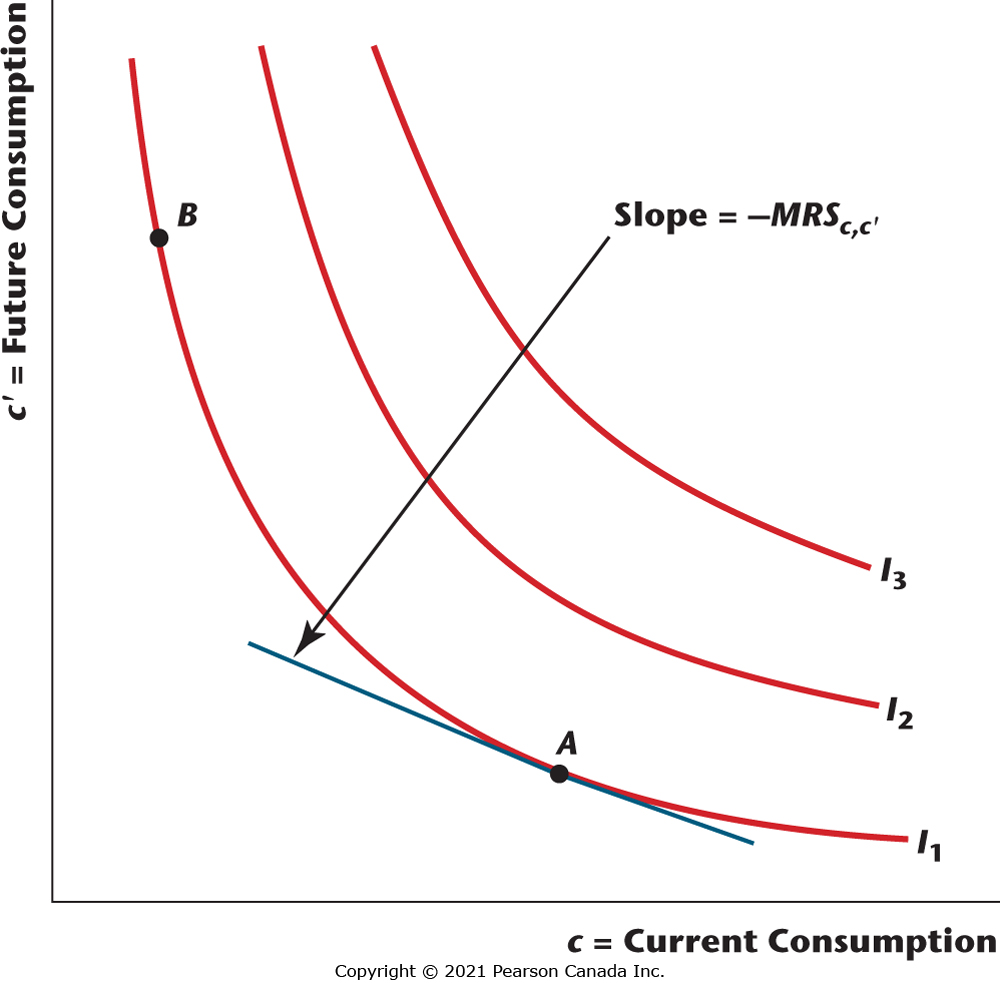 c' = Future Consumption
B
Slope = –MRSc,c'
I3
I2
A
I1
c = Current Consumption
Copyright © 2021 Pearson Canada Inc.